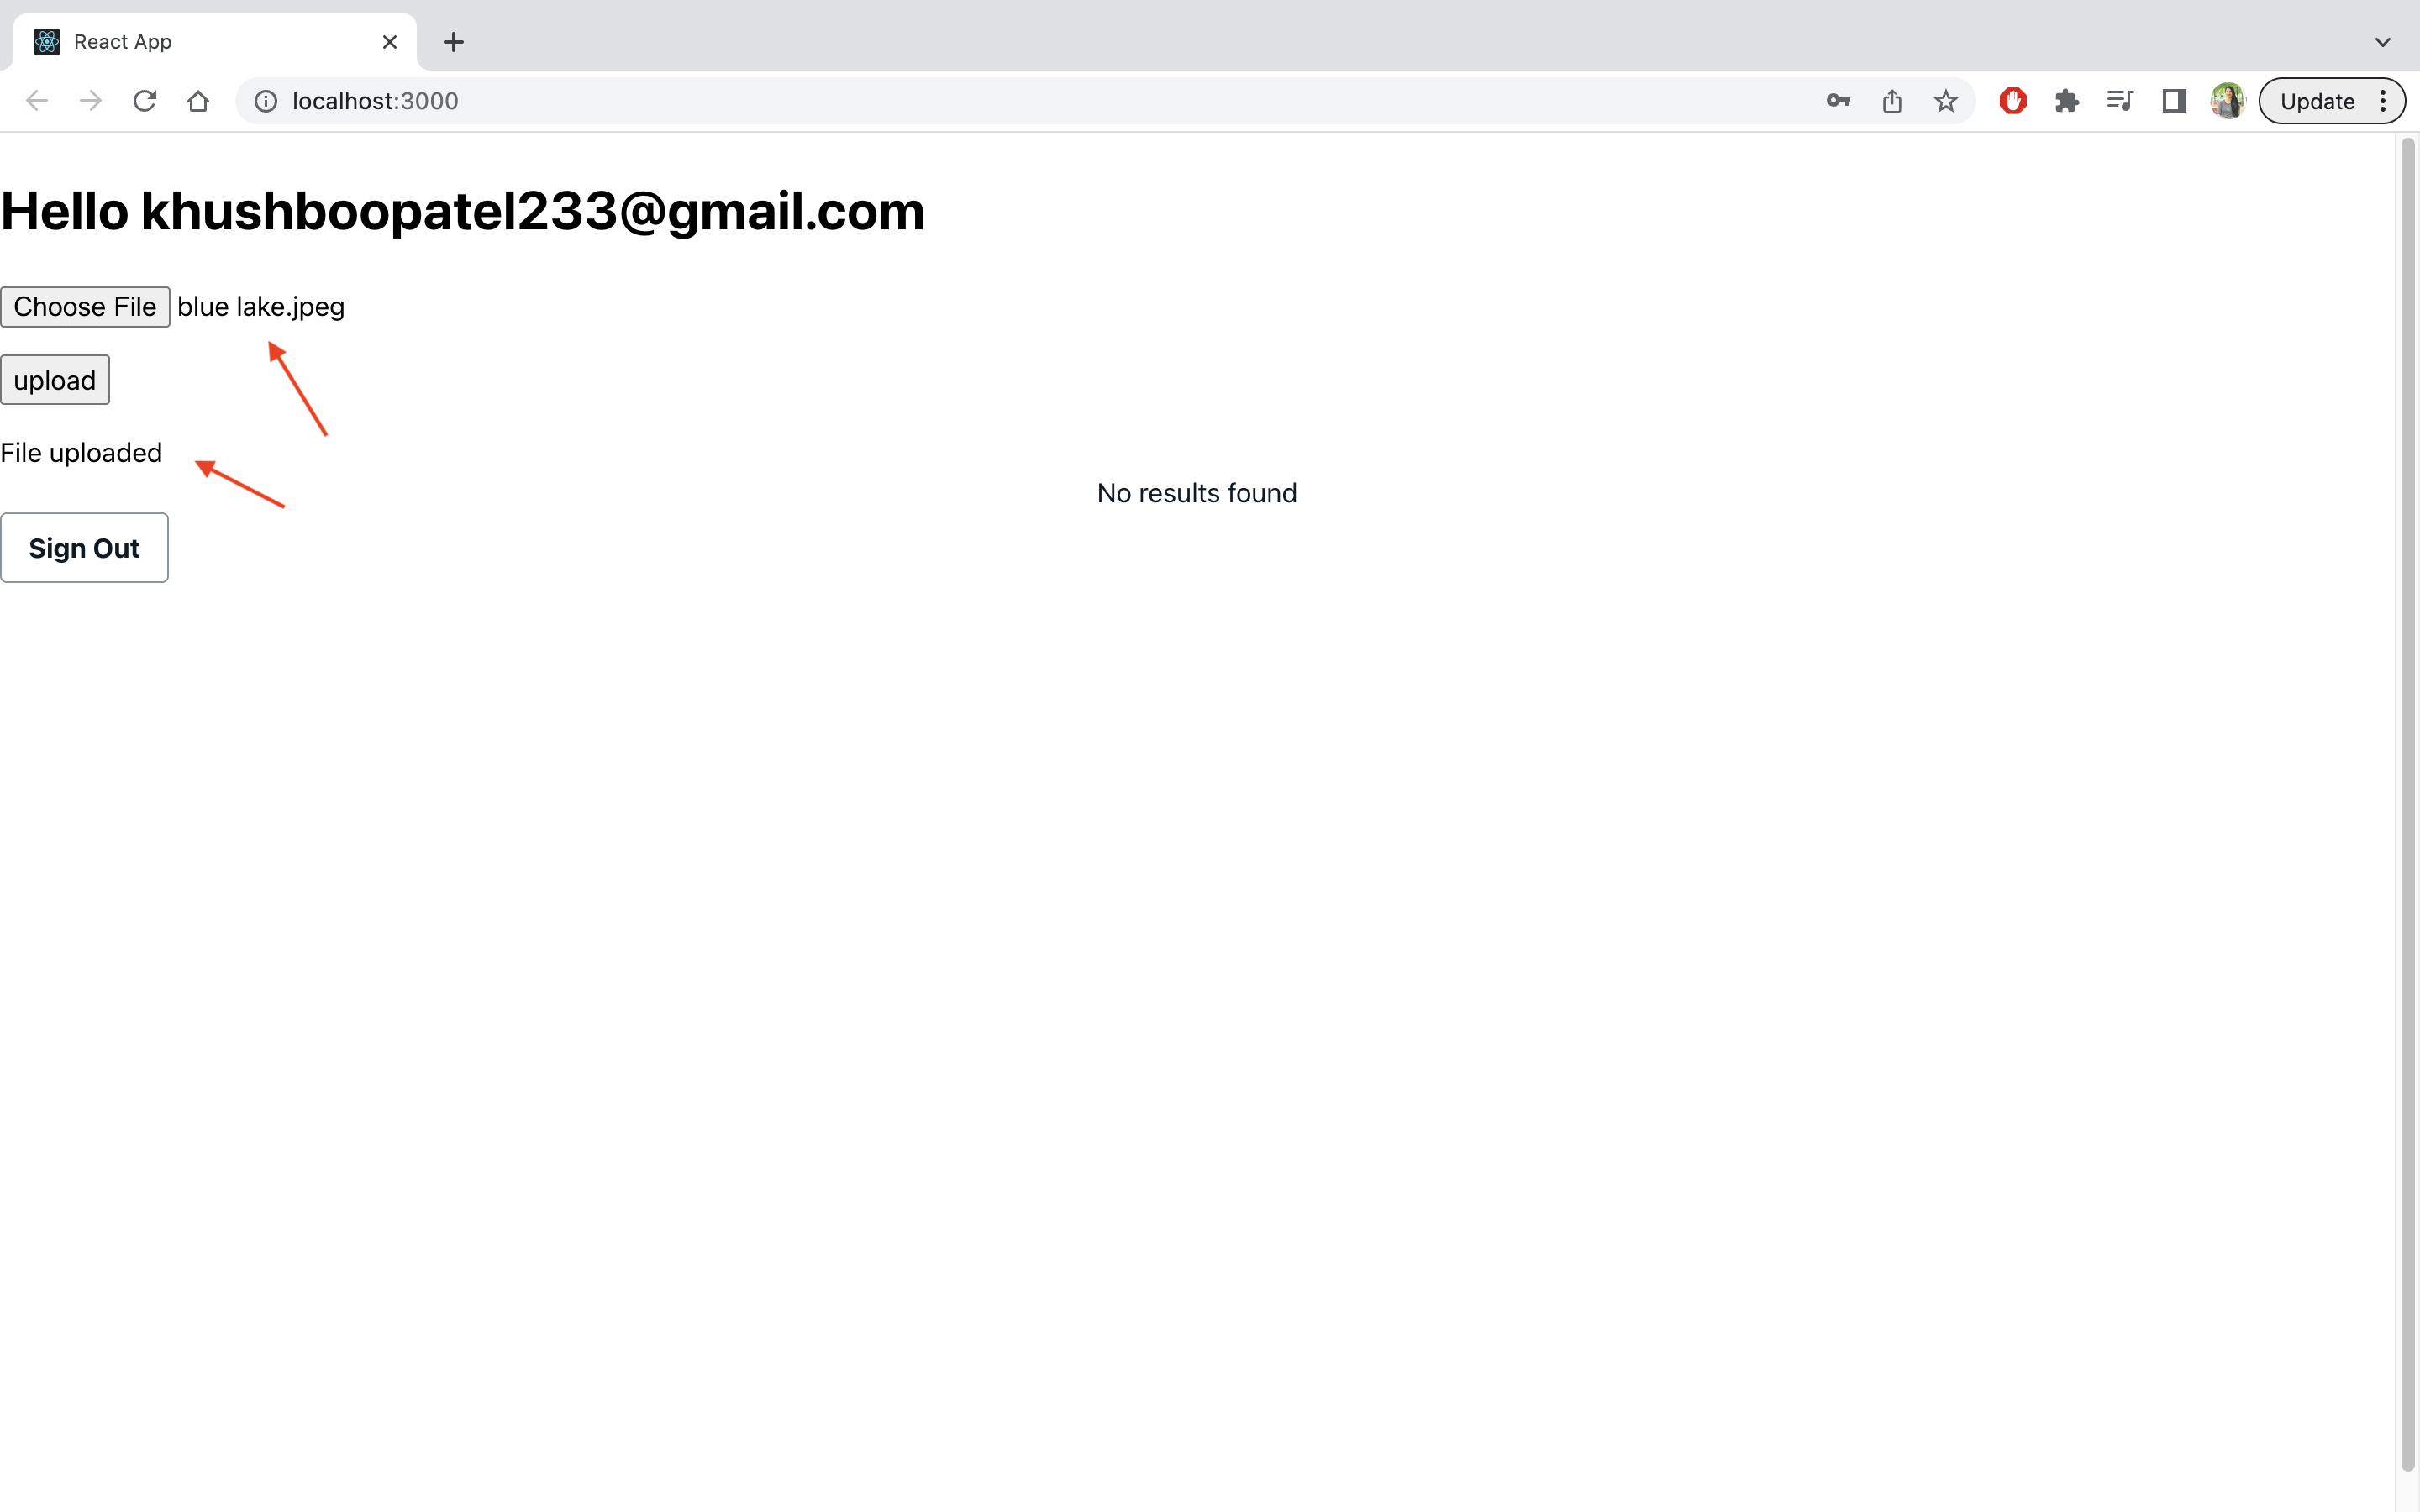 React App
localhost:3000
Update
Hello khushboopatel233@gmail.com
Choose File blue lake.jpeg
upload
File uploaded
No results found
Sign Out